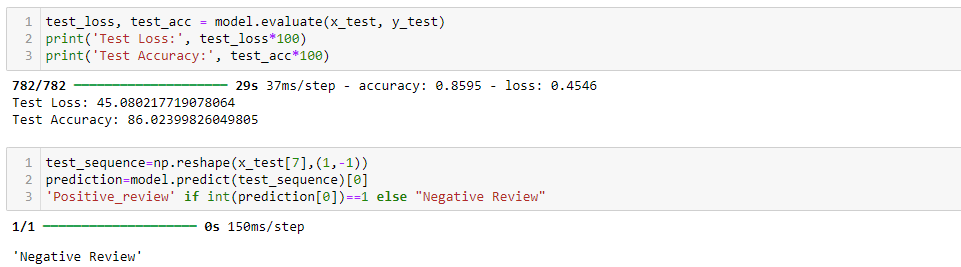 1 test_loss, test_acc = model.evaluate(x_test, y_test)
2 print('Test Loss:', test_loss*100)
3 print('Test Accuracy:', test_acc*100)
782/782 29s 37ms/step - accuracy: 0.8595 - loss: 0.4546
Test Loss: 45.080217719078064
Test Accuracy: 86.02399826049805
1 test_sequence=np.reshape(x_test[7],(1,-1))
2 prediction=model.predict(test_sequence)[0]
3 'Positive_review' if int(prediction[0])==1 else "Negative Review"
1/1 0s 150ms/step
'Negative Review'